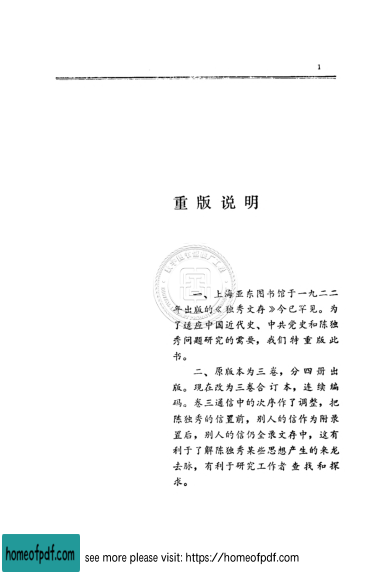 1
重版说明
一、上海亚东图书馆于一九二二
年出版的《独秀文存》今已罕见。为
了适应中国近代史、中共党史和陈独
秀问题研究的需要，我们特重版此
书。
二、原版本为三卷，分四册出
版。现在改为三卷合订本，连续编
码。卷三通信中的次序作了调整，把
陈独秀的信置前，别人的信作为附录
置后，别人的信仍全录文存中，这有
利于了解陈独秀某些思想产生的来龙
去脉，有利于研究工作者查找和探
求。
homeofpdf.com
see more please visit: https://homeofpdf.com